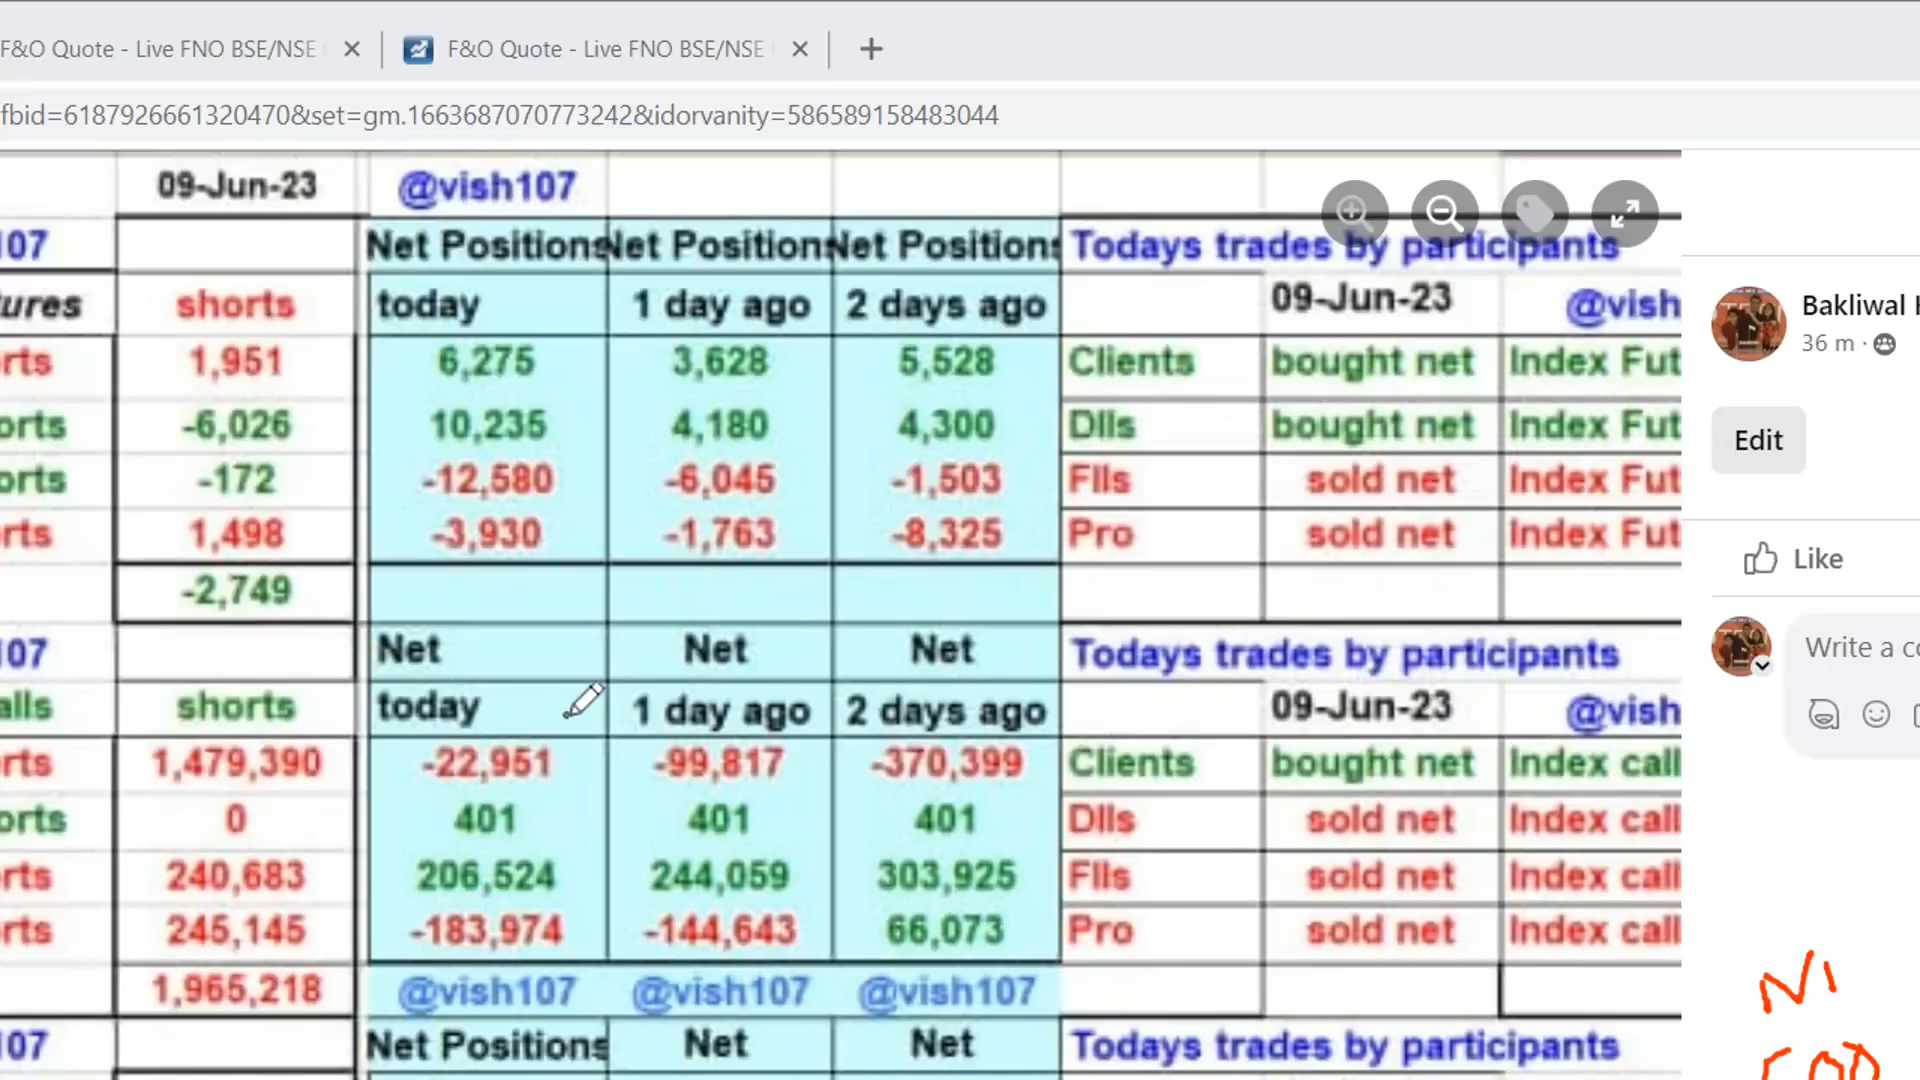 F&O Quote - Live FNO BSE/NSE F&O Quote - Live FNO BSE/NSE
fbid=6187926661320470&set=gm.1663687070773242&idorvanity=586589158483044
09-Jun-23 @vish107
107 Net Positions Net Positions Net Positions Todays trades by participants
tures shorts today 1 day ago 2 days ago 09-Jun-23 @vish
rts 1,951 6,275 3,628 5,528 Clients bought net Index Fut
orts -6,026 10,235 4,180 4,300 DIIs bought net Index Fut
orts -172 -12,580 -6,045 -1,503 FIIs sold net Index Fut
rts 1,498 -3,930 -1,763 -8,325 Pro sold net Index Fut
-2,749
107 Net Net Net Todays trades by participants
alls shorts today 1 day ago 2 days ago 09-Jun-23 @vish
rts 1,479,390 -22,951 -99,817 -370,399 Clients bought net Index call
orts 0 401 401 401 DIIs sold net Index call
rts 240,683 206,524 244,059 303,925 FIIs sold net Index call
rts 245,145 -183,974 -144,643 66,073 Pro sold net Index call
1,965,218 @vish107 @vish107 @vish107
107 Net Positions Net Net Todays trades by participants
Bakliwal
36 m
Edit
Like
Write a co